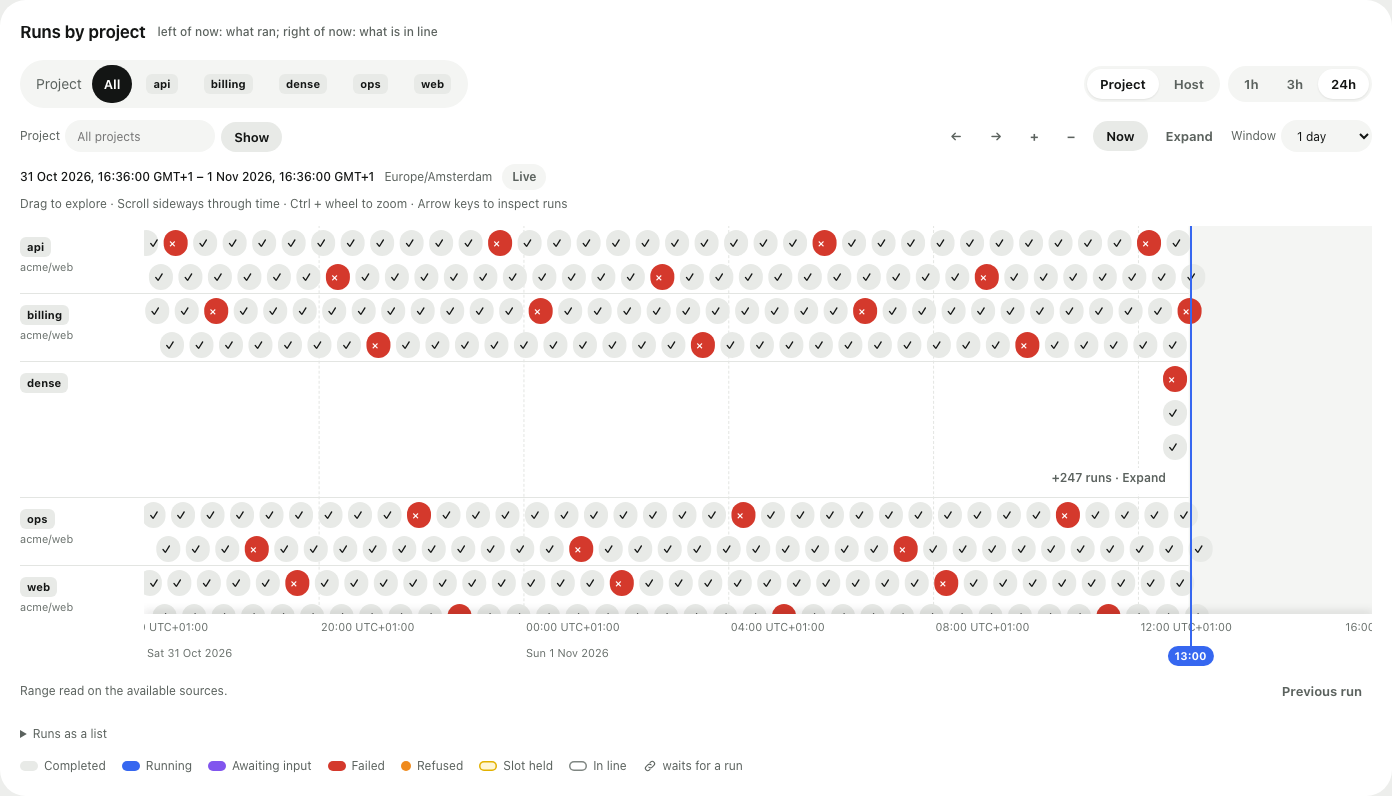 Runs by project left of now: what ran; right of now: what is in line
Project All api billing dense ops web Project Host 1h 3h 24h
Project All projects Show ← → + − Now Expand Window 1 day
31 Oct 2026, 16:36:00 GMT+1 – 1 Nov 2026, 16:36:00 GMT+1 Europe/Amsterdam Live
Drag to explore · Scroll sideways through time · Ctrl + wheel to zoom · Arrow keys to inspect runs
api
acme/web
billing
acme/web
dense
+247 runs · Expand
ops
acme/web
web
acme/web
UTC+01:00 20:00 UTC+01:00 00:00 UTC+01:00 04:00 UTC+01:00 08:00 UTC+01:00 12:00 UTC+01:00 16:00
Sat 31 Oct 2026 Sun 1 Nov 2026 13:00
Range read on the available sources. Previous run
Runs as a list
Completed Running Awaiting input Failed Refused Slot held In line waits for a run